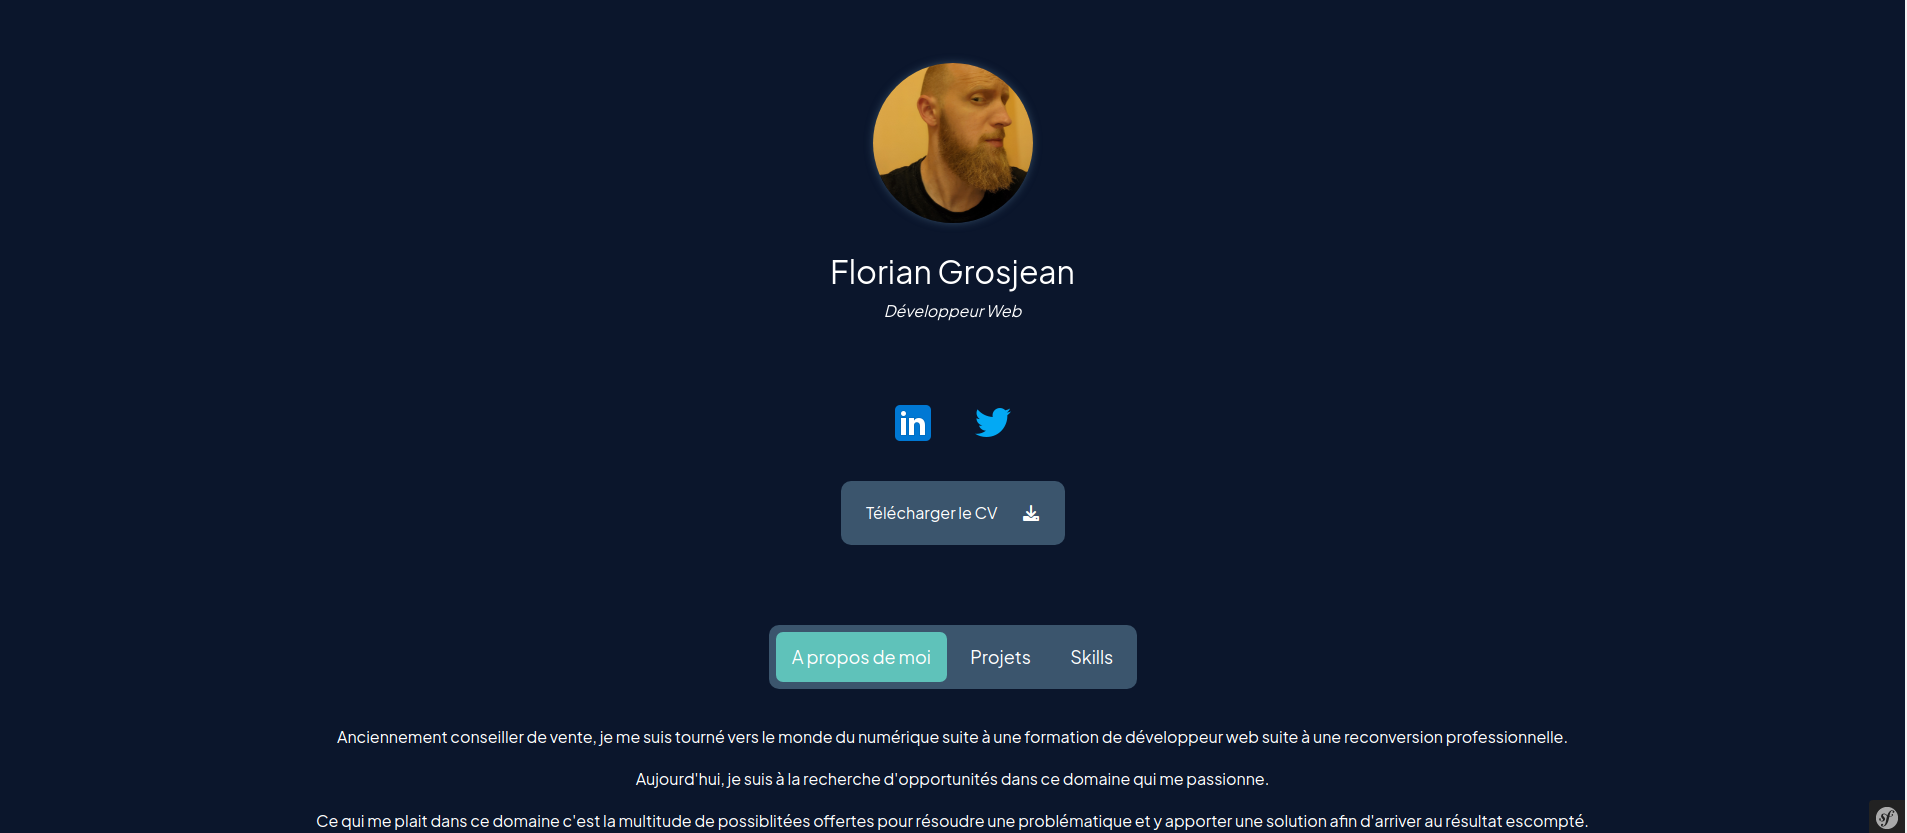 Florian Grosjean
Développeur Web
in
Télécharger le CV
A propos de moi
Projets
Skills
Anciennement conseiller de vente, je me suis tourné vers le monde du numérique suite à une formation de développeur web suite à une reconversion professionnelle.
Aujourd'hui, je suis à la recherche d'opportunités dans ce domaine qui me passionne.
Ce qui me plait dans ce domaine c'est la multitude de possiblitées offertes pour résoudre une problématique et y apporter une solution afin d'arriver au résultat escompté.
sf